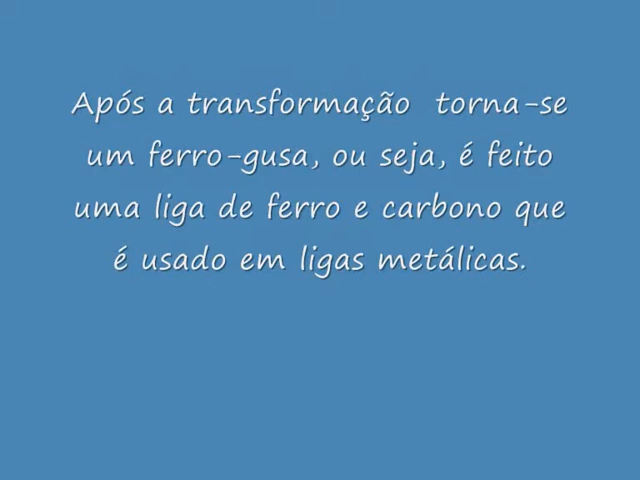 Após a transformação  torna-se
um ferro-gusa, ou seja, é feito
uma liga de ferro e carbono que
é usado em ligas metálicas.